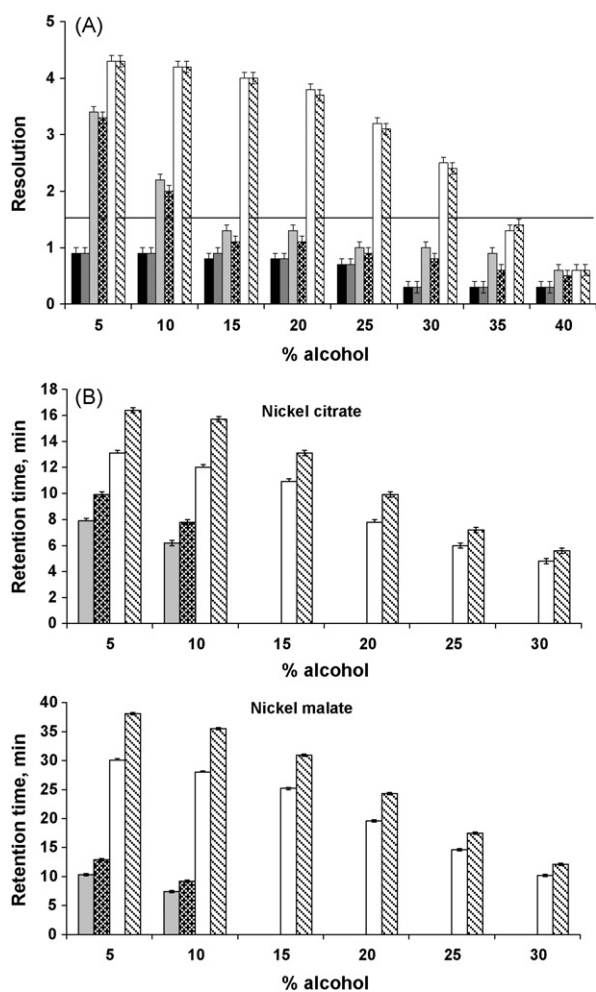 (A)
Resolution
5
4
3
2
1
0
5 10 15 20 25 30 35 40
% alcohol
(B)
Nickel citrate
Retention time, min
18
16
14
12
10
8
6
4
2
0
5 10 15 20 25 30
% alcohol
Nickel malate
Retention time, min
40
35
30
25
20
15
10
5
0
5 10 15 20 25 30
% alcohol